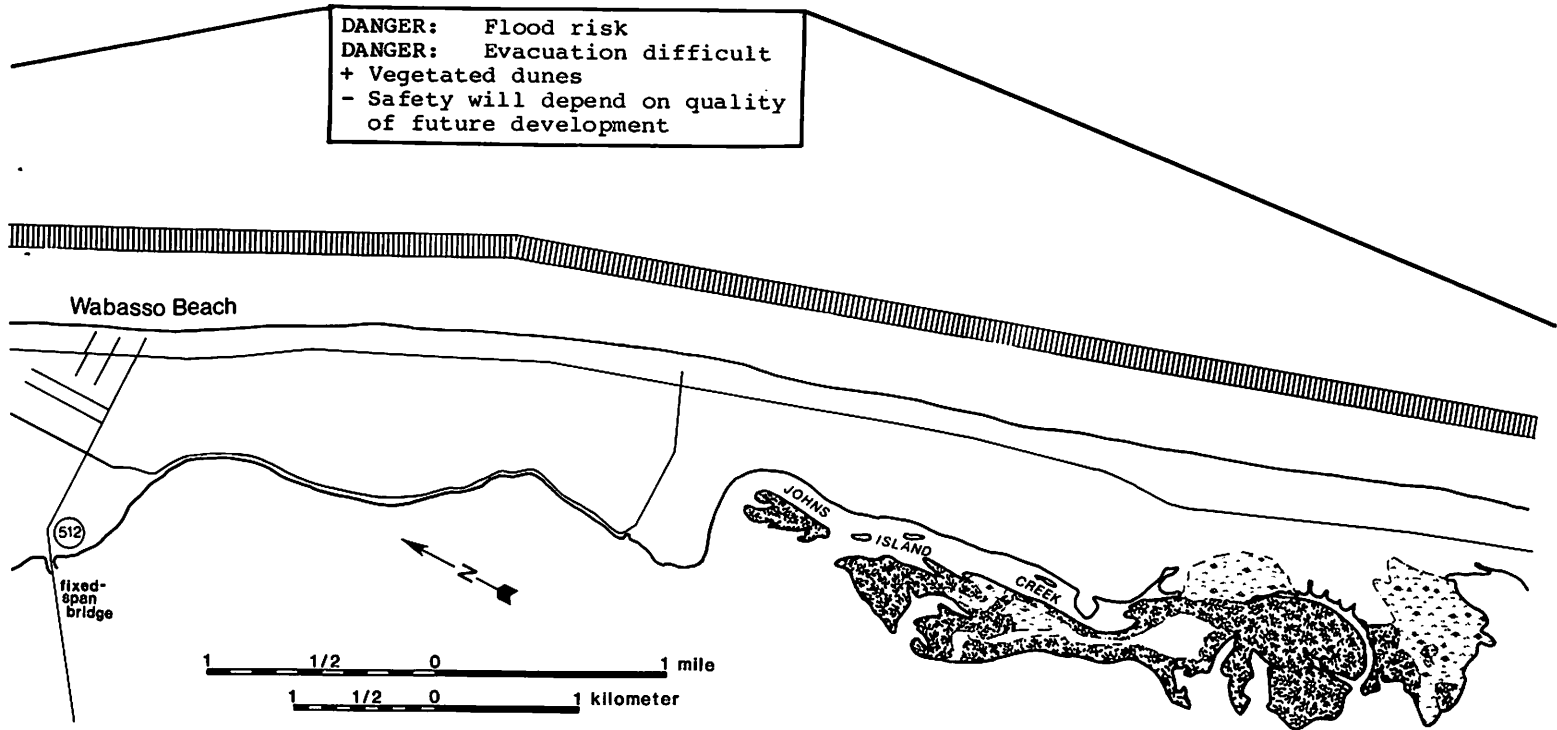 DANGER: Flood risk
DANGER: Evacuation difficult
+ Vegetated dunes
- Safety will depend on quality
of future development
Wabasso Beach
JOHNS
ISLAND
CREEK
512
fixed-
span
bridge
N
1 1/2 0 1 mile
1 1/2 0 1 kilometer